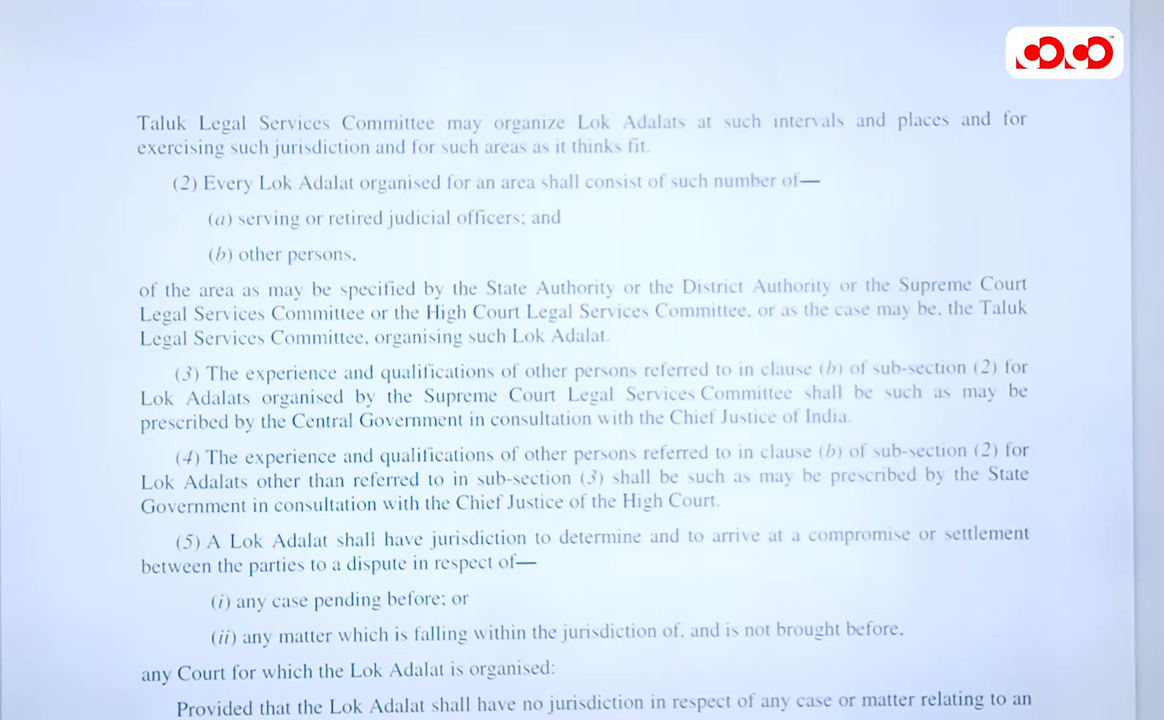 Taluk Legal Services Committee may organize Lok Adalats at such intervals and places and for
exercising such jurisdiction and for such areas as it thinks fit.
(2) Every Lok Adalat organised for an area shall consist of such number of—
(a) serving or retired judicial officers; and
(b) other persons,
of the area as may be specified by the State Authority or the District Authority or the Supreme Court
Legal Services Committee or the High Court Legal Services Committee, or as the case may be, the Taluk
Legal Services Committee, organising such Lok Adalat.
(3) The experience and qualifications of other persons referred to in clause (b) of sub-section (2) for
Lok Adalats organised by the Supreme Court Legal Services Committee shall be such as may be
prescribed by the Central Government in consultation with the Chief Justice of India.
(4) The experience and qualifications of other persons referred to in clause (b) of sub-section (2) for
Lok Adalats other than referred to in sub-section (3) shall be such as may be prescribed by the State
Government in consultation with the Chief Justice of the High Court.
(5) A Lok Adalat shall have jurisdiction to determine and to arrive at a compromise or settlement
between the parties to a dispute in respect of—
(i) any case pending before; or
(ii) any matter which is falling within the jurisdiction of, and is not brought before,
any Court for which the Lok Adalat is organised:
Provided that the Lok Adalat shall have no jurisdiction in respect of any case or matter relating to an